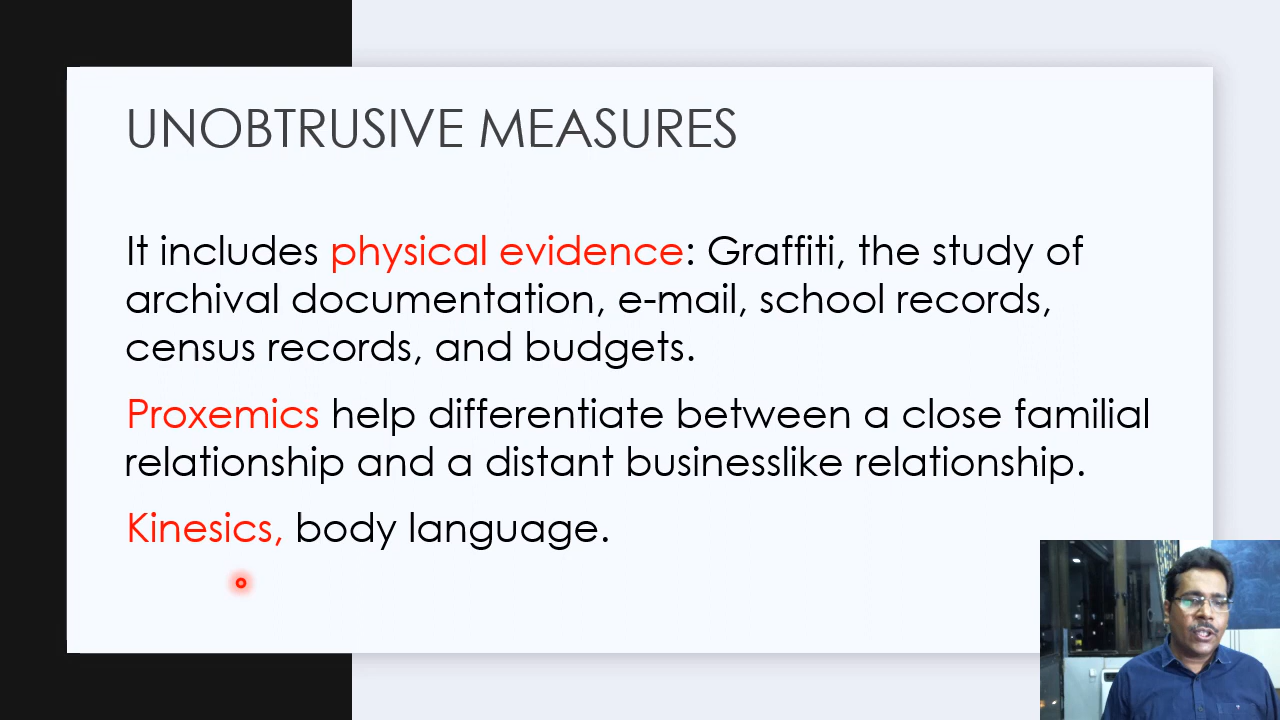 UNOBTRUSIVE MEASURES
It includes physical evidence: Graffiti, the study of
archival documentation, e-mail, school records,
census records, and budgets.
Proxemics help differentiate between a close familial
relationship and a distant businesslike relationship.
Kinesics, body language.